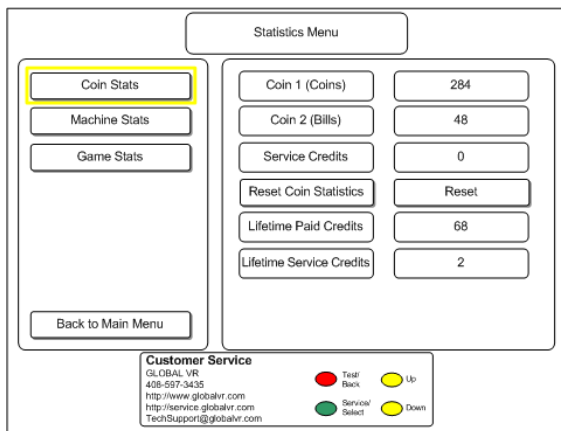 Statistics Menu
Coin Stats
Machine Stats
Game Stats
Back to Main Menu
Coin 1 (Coins) 284
Coin 2 (Bills) 48
Service Credits 0
Reset Coin Statistics Reset
Lifetime Paid Credits 68
Lifetime Service Credits 2
Customer Service
GLOBAL VR
408-597-3435
http://www.globalvr.com
http://service.globalvr.com
TechSupport@globalvr.com
Test/
Back
Up
Service/
Select
Down